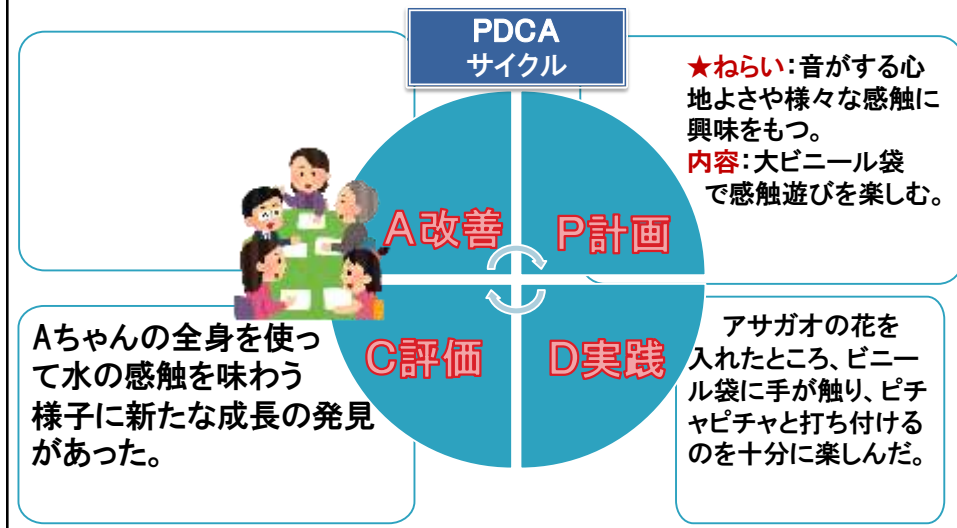 PDCA
サイクル
★ねらい：音がする心
地よさや様々な感触に
興味をもつ。
内容：大ビニール袋
で感触遊びを楽しむ。
A改善
P計画
C評価
D実践
Aちゃんの全身を使っ
て水の感触を味わう
様子に新たな成長の発見
があった。
アサガオの花を
入れたところ、ビニー
ル袋に手が触り、ピチ
ャピチャと打ち付ける
のを十分に楽しんだ。